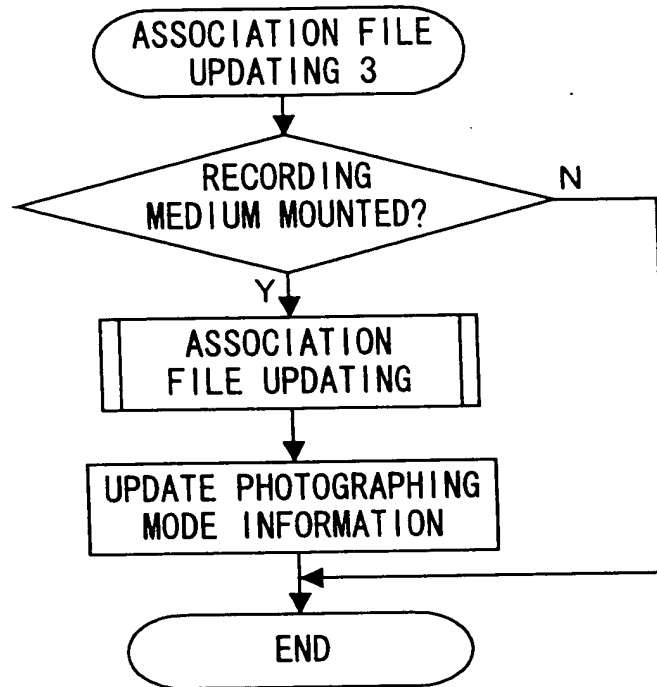 ASSOCIATION FILE
UPDATING 3
RECORDING
MEDIUM MOUNTED?
N
Y
ASSOCIATION
FILE UPDATING
UPDATE PHOTOGRAPHING
MODE INFORMATION
END